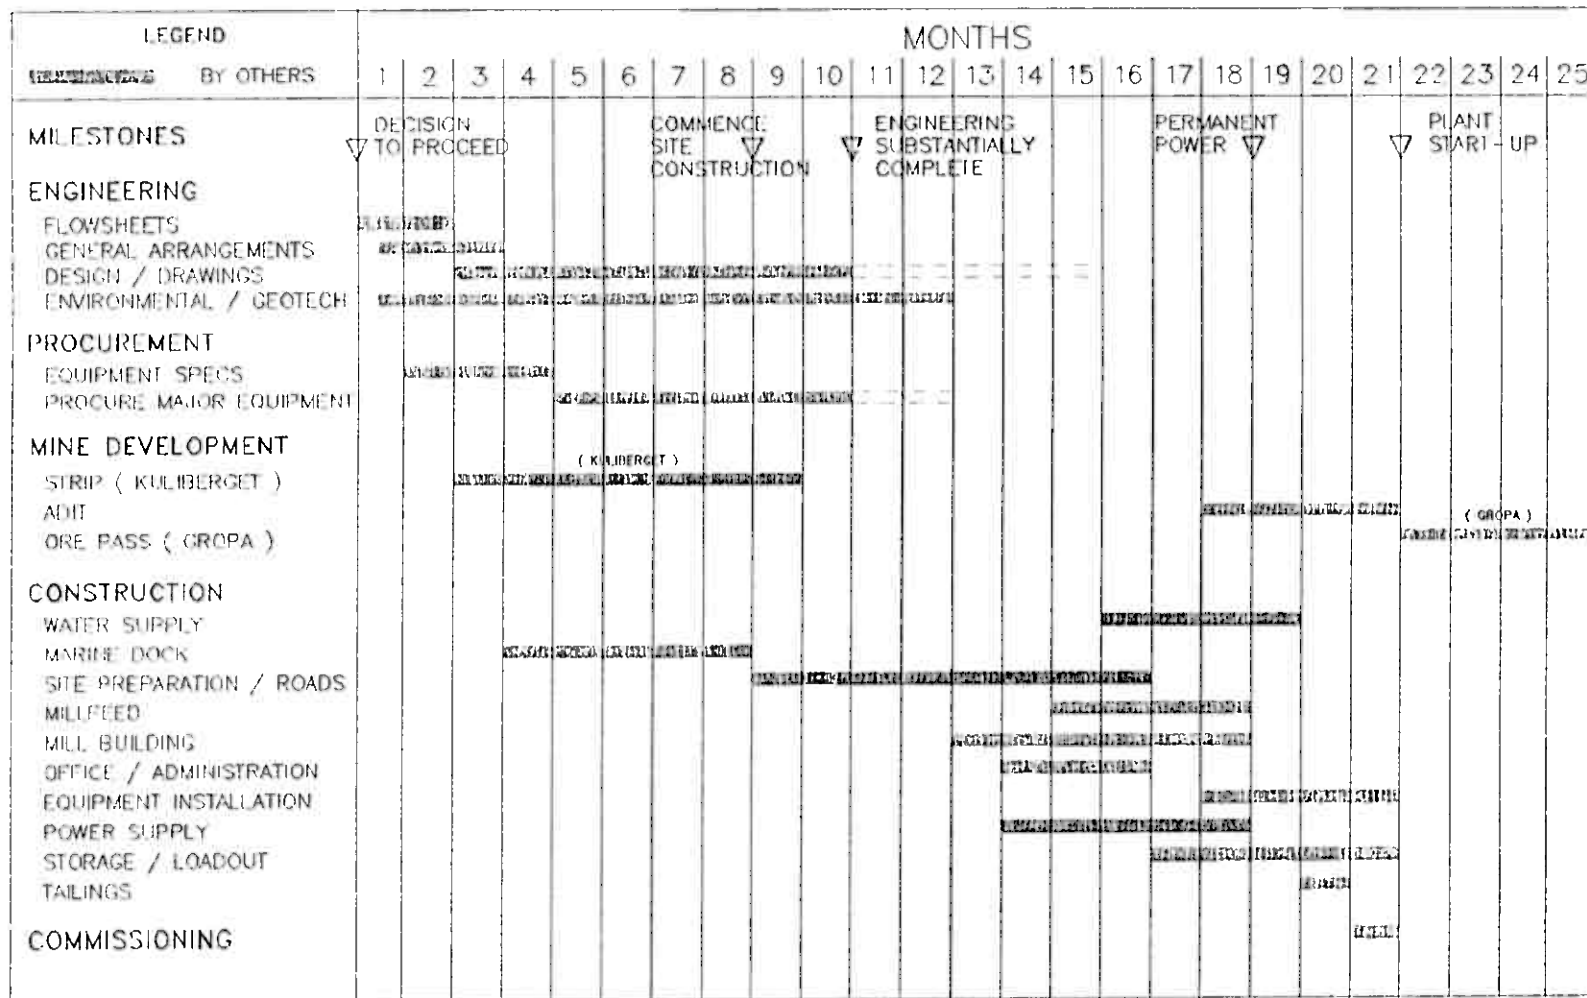 LEGEND
MONTHS
BY OTHERS
1 2 3 4 5 6 7 8 9 10 11 12 13 14 15 16 17 18 19 20 21 22 23 24 25
MILESTONES
DECISION
TO PROCEED
COMMENCE
SITE
CONSTRUCTION
ENGINEERING
SUBSTANTIALLY
COMPLETE
PERMANENT
POWER
PLANT
START-UP
ENGINEERING
FLOWSHEETS
GENERAL ARRANGEMENTS
DESIGN / DRAWINGS
ENVIRONMENTAL / GEOTECH
PROCUREMENT
EQUIPMENT SPECS
PROCURE MAJOR EQUIPMENT
MINE DEVELOPMENT
( KULIBERGET )
STRIP ( KULIBERGET )
ADIT
( GROPA )
ORE PASS ( GROPA )
CONSTRUCTION
WATER SUPPLY
MARINE DOCK
SITE PREPARATION / ROADS
MILLFEED
MILL BUILDING
OFFICE / ADMINISTRATION
EQUIPMENT INSTALLATION
POWER SUPPLY
STORAGE / LOADOUT
TAILINGS
COMMISSIONING